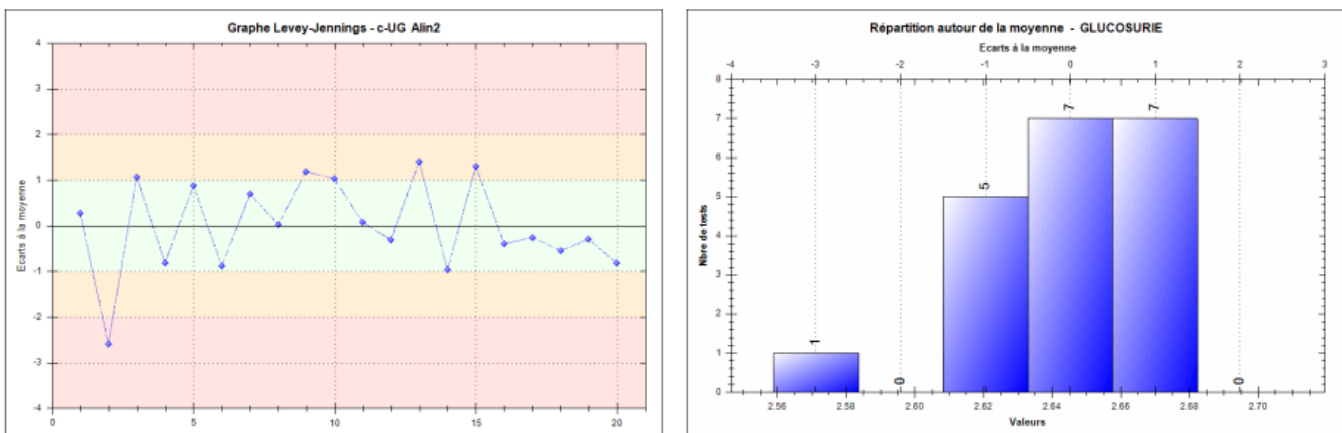 Graphe Levey-Jennings - c-UG Alin2
Ecarts à la moyenne
4
3
2
1
0
-1
-2
-3
-4
0 5 10 15 20
Répartition autour de la moyenne - GLUCOSURIE
Ecarts à la moyenne
-4 -3 -2 -1 0 1 2 3
Nbre de tests
8
7
6
5
4
3
2
1
0
1 0 5 7 7 0
2.56 2.58 2.60 2.62 2.64 2.66 2.68 2.70
Valeurs